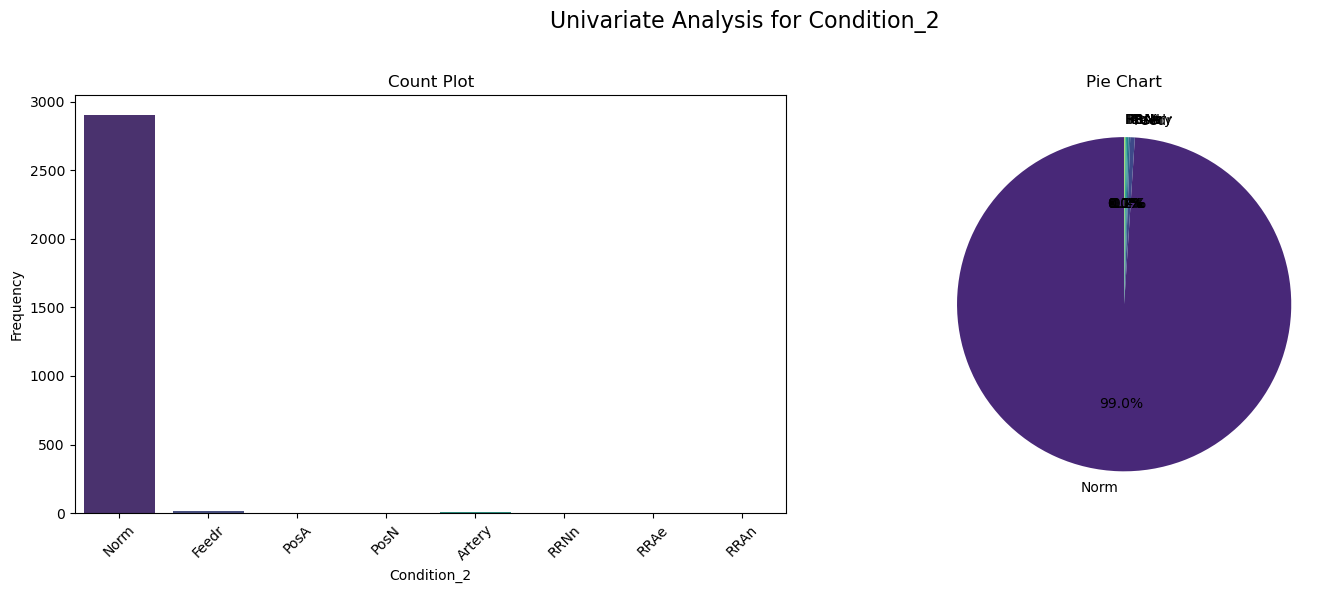 Univariate Analysis for Condition_2
Count Plot
3000
2500
2000
1500
1000
500
0
Frequency
Norm
Feedr
PosA
PosN
Artery
RRNn
RRAe
RRAn
Condition_2
Pie Chart
99.0%
Norm